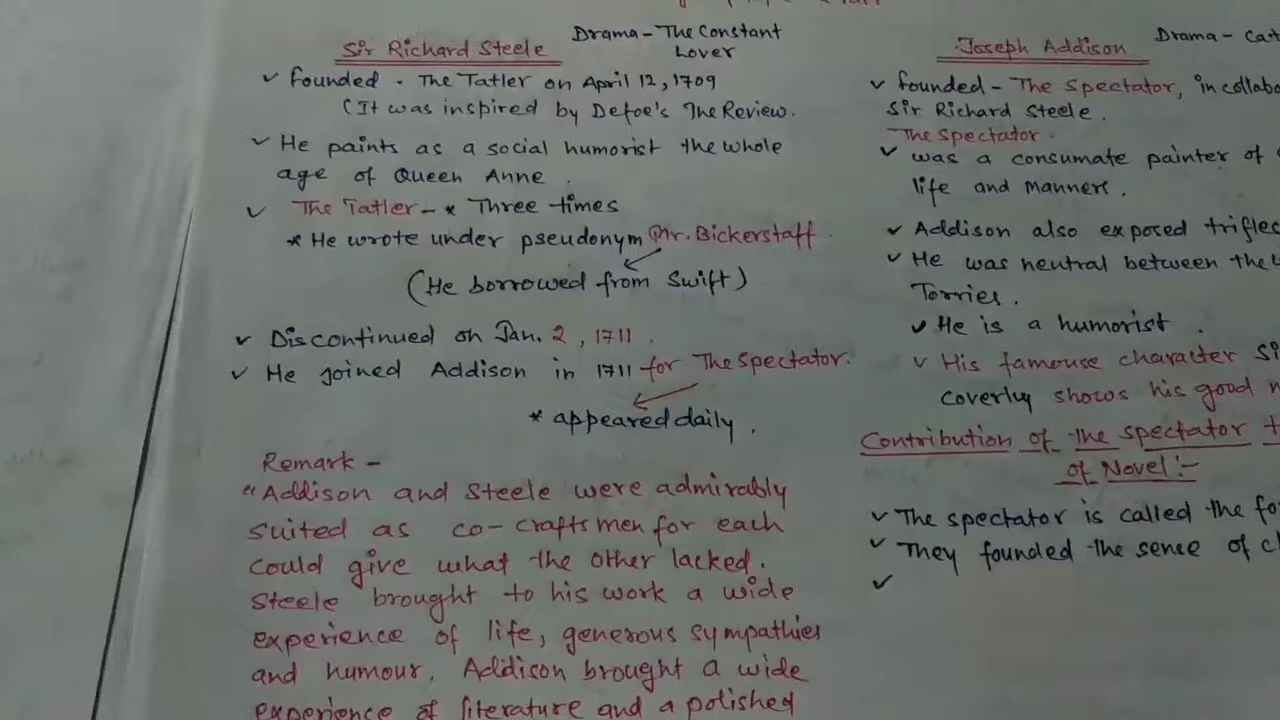 Sir Richard Steele
Drama - The Constant
Lover
✓ founded - The Tatler on April 12, 1709
(It was inspired by Defoe's The Review.
✓ He paints as a social humorist the whole
age of Queen Anne.
✓ The Tatler - * Three times
* He wrote under pseudonym Mr. Bickerstaff.
(He borrowed from Swift)
✓ Discontinued on Jan. 2, 1711.
✓ He joined Addison in 1711 for The Spectator.
* appeared daily.
Remark -
"Addison and Steele were admirably
suited as co-craftsmen for each
could give what the other lacked.
Steele brought to his work a wide
experience of life, generous sympathies
and humour, Addison brought a wide
experience of literature and a polished
Joseph Addison
Drama -
✓ founded - The Spectator, in
Sir Richard Steele.
The Spectator.
✓ was a consumate painter of
life and manners.
✓ Addison also exposed
✓ He was neutral between the
Torries.
✓ He is a humorist.
✓ His famouse character
coverly shows his good
Contribution of the spectator
of Novel :-
✓ The spectator is called the
✓ They founded the sense of
✓